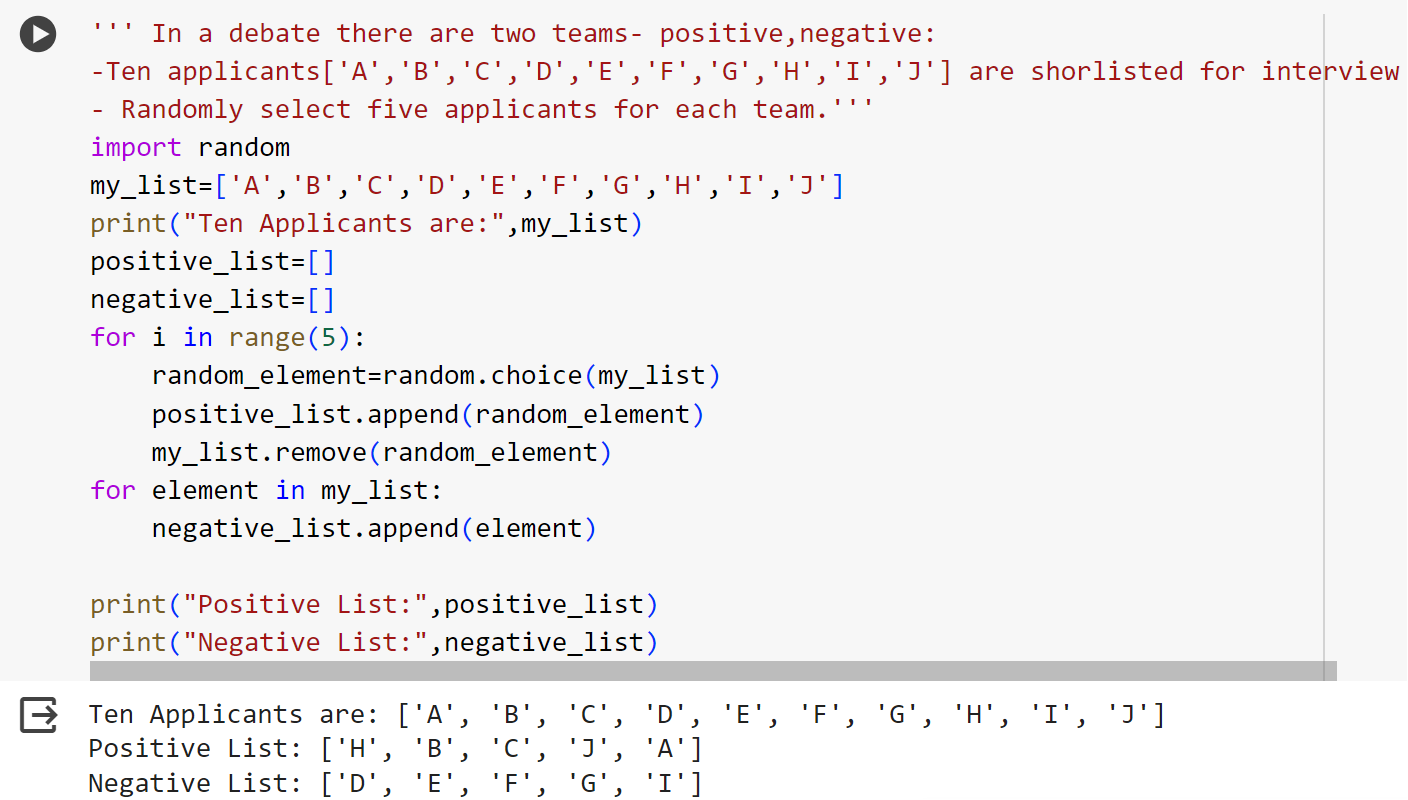 ''' In a debate there are two teams- positive,negative:
-Ten applicants['A','B','C','D','E','F','G','H','I','J'] are shorlisted for interview
- Randomly select five applicants for each team.'''
import random
my_list=['A','B','C','D','E','F','G','H','I','J']
print("Ten Applicants are:",my_list)
positive_list=[]
negative_list=[]
for i in range(5):
    random_element=random.choice(my_list)
    positive_list.append(random_element)
    my_list.remove(random_element)
for element in my_list:
    negative_list.append(element)

print("Positive List:",positive_list)
print("Negative List:",negative_list)
Ten Applicants are: ['A', 'B', 'C', 'D', 'E', 'F', 'G', 'H', 'I', 'J']
Positive List: ['H', 'B', 'C', 'J', 'A']
Negative List: ['D', 'E', 'F', 'G', 'I']